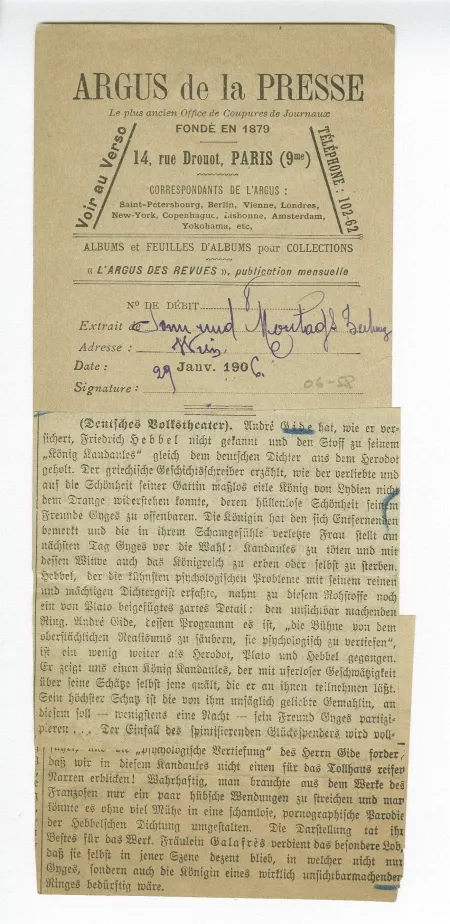 ARGUS de la PRESSE
Le plus ancien Office de Coupures de Journaux
FONDÉ EN 1879
Voir au Verso
14, rue Drouot, PARIS (9me)
TÉLÉPHONE : 102-62
CORRESPONDANTS DE L'ARGUS :
Saint-Pétersbourg, Berlin, Vienne, Londres,
New-York, Copenhague, Lisbonne, Amsterdam,
Yokohama, etc.
ALBUMS et FEUILLES D'ALBUMS pour COLLECTIONS
« L'ARGUS DES REVUES », publication mensuelle
No DE DÉBIT
Extrait de Sonn und Montags Zeitung
Adresse : Wien
Date : 29 Janv. 1906.
06-58
Signature :
(Deutsches Volkstheater). André Gide hat, wie er ver-
sichert, Friedrich Hebbel nicht gekannt und den Stoff zu seinem
„König Kandaules" gleich dem deutschen Dichter aus dem Herodot
geholt. Der griechische Geschichtschreiber erzählt, wie der verliebte und
auf die Schönheit seiner Gattin maßlos eitle König von Lydien nicht
dem Drange widerstehen konnte, deren hüllenlose Schönheit seinem
Freunde Gyges zu offenbaren. Die Königin hat den sich Entfernenden
bemerkt und die in ihrem Schamgefühle verletzte Frau stellt am
nächsten Tag Gyges vor die Wahl: Kandaules zu töten und mit
dessen Witwe auch das Königreich zu erben oder selbst zu sterben.
Hebbel, der die kühnsten psychologischen Probleme mit seinem reinen
und mächtigen Dichtergeist erfaßte, nahm zu diesem Rohstoffe noch
ein von Plato beigefügtes zartes Detail: den unsichtbar machenden
Ring. André Gide, dessen Programm es ist, „die Bühne von dem
oberflächlichen Realismus zu säubern, sie psychologisch zu vertiefen",
ist ein wenig weiter als Herodot, Plato und Hebbel gegangen.
Er zeigt uns einen König Kandaules, der mit uferloser Geschwätzigkeit
über seine Schätze selbst jene quält, die er an ihnen teilnehmen läßt.
Sein höchster Schatz ist die von ihm unsäglich geliebte Gemahlin, an
diesem soll — wenigstens eine Nacht — sein Freund Gyges partizi-
pieren . . . Der Einfall des spintisierenden Glücksspenders wird voll-
und die „psychologische Vertiefung" des Herrn Gide forder
daß wir in diesem Kandaules nicht einen für das Tollhaus reifen
Narren erblicken! Wahrhaftig, man brauchte aus dem Werke des
Franzosen nur ein paar hübsche Wendungen zu streichen und man
könnte es ohne viel Mühe in eine schamlose, pornographische Parodie
der Hebbelschen Dichtung umgestalten. Die Darstellung tat ihr
Bestes für das Werk. Fräulein Galafrés verdient das besondere Lob,
daß sie selbst in jener Szene dezent blieb, in welcher nicht nur
Gyges, sondern auch die Königin eines wirklich unsichtbarmachenden
Ringes bedürftig wäre.